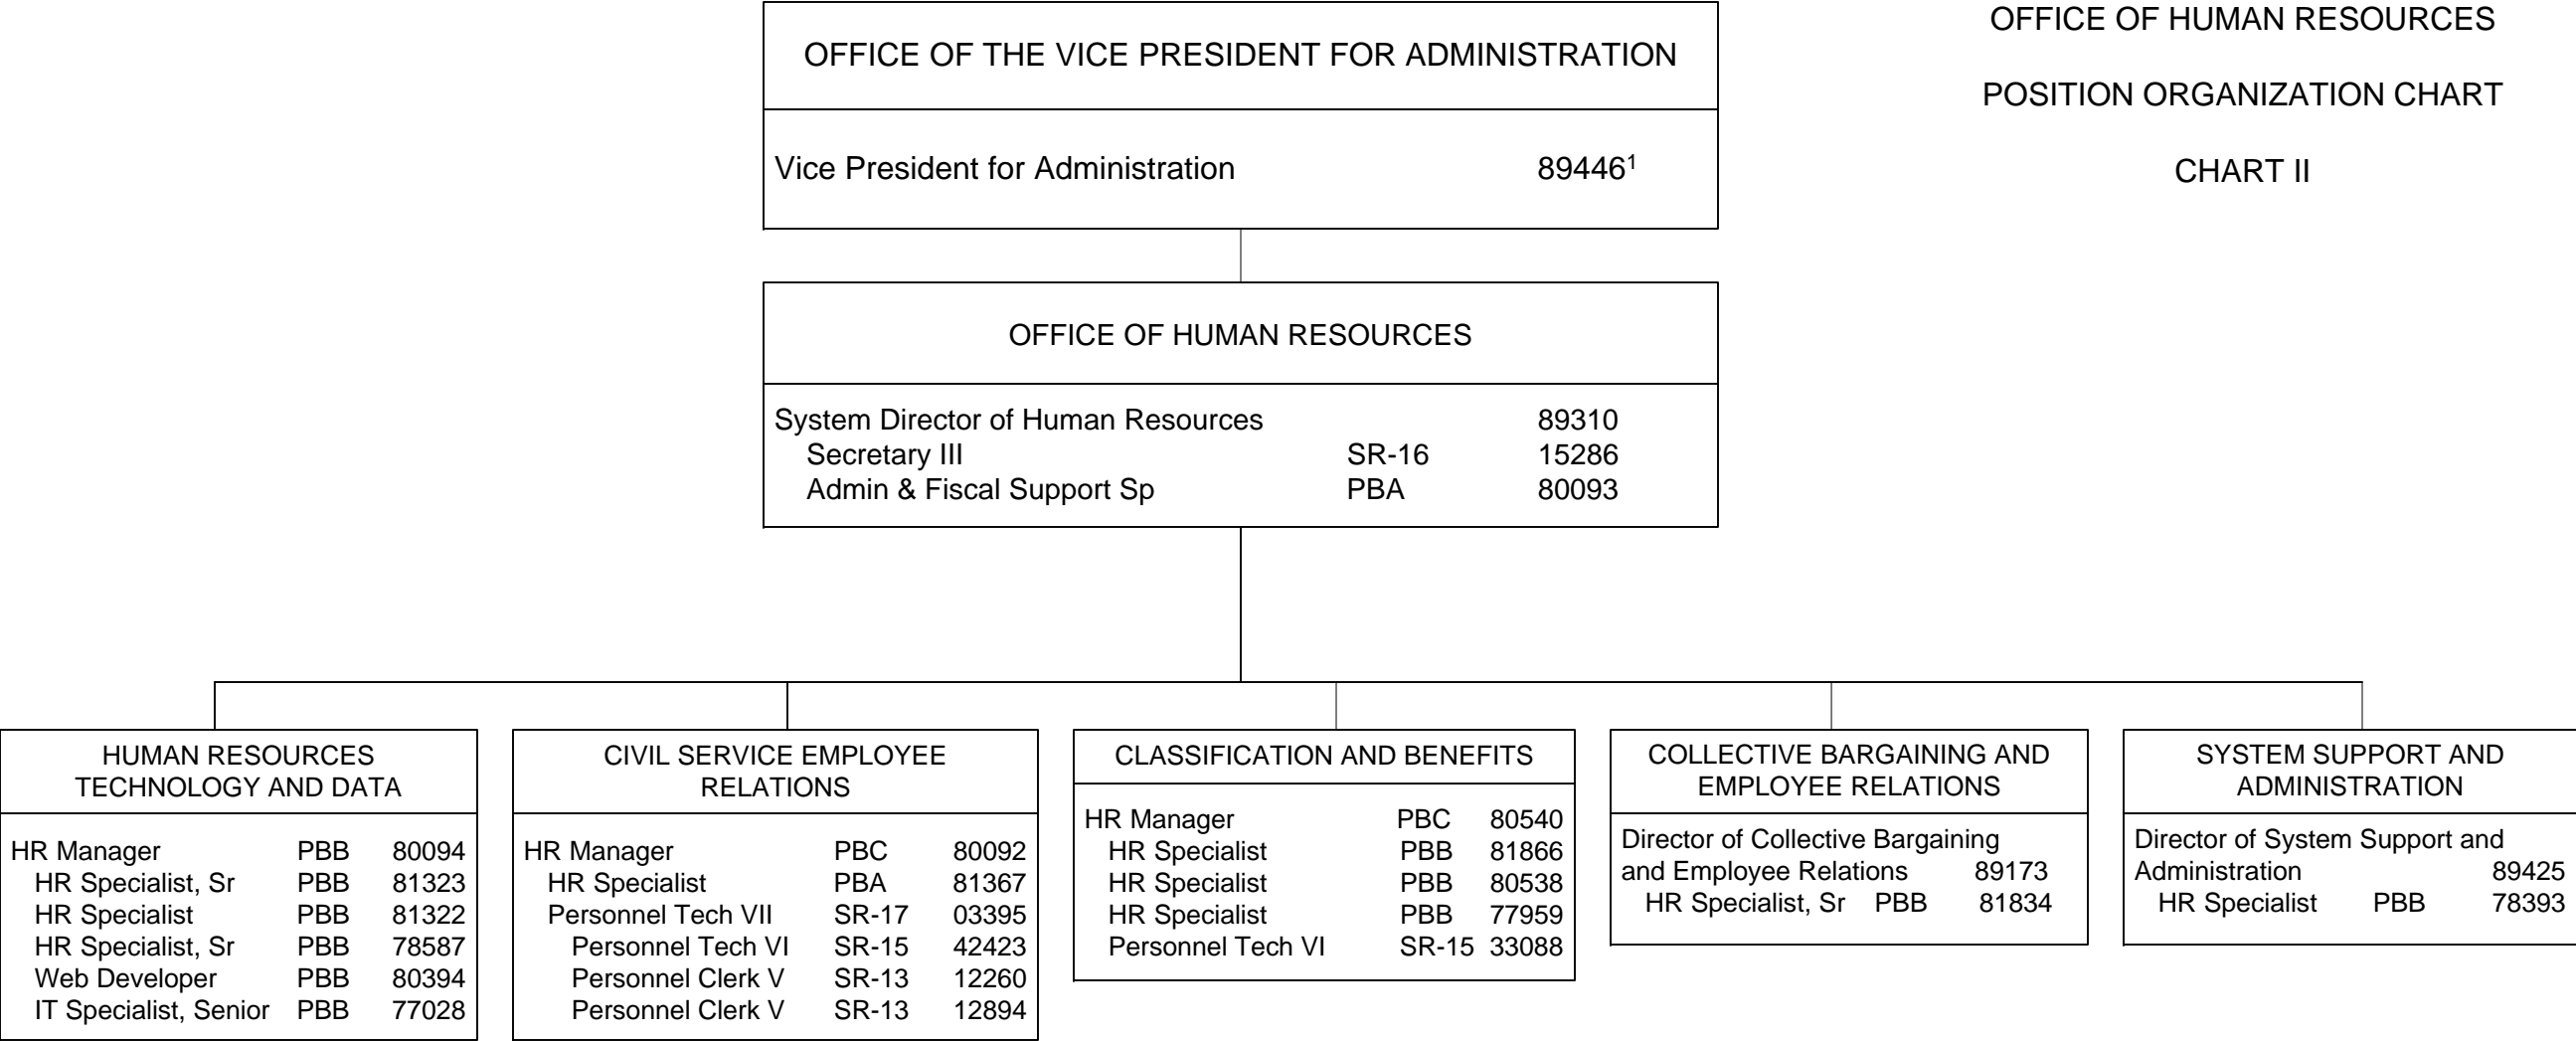 OFFICE OF HUMAN RESOURCES
POSITION ORGANIZATION CHART
CHART II
OFFICE OF THE VICE PRESIDENT FOR ADMINISTRATION
Vice President for Administration 89446¹
OFFICE OF HUMAN RESOURCES
System Director of Human Resources 89310
Secretary III SR-16 15286
Admin & Fiscal Support Sp PBA 80093
HUMAN RESOURCES
TECHNOLOGY AND DATA
HR Manager PBB 80094
HR Specialist, Sr PBB 81323
HR Specialist PBB 81322
HR Specialist, Sr PBB 78587
Web Developer PBB 80394
IT Specialist, Senior PBB 77028
CIVIL SERVICE EMPLOYEE
RELATIONS
HR Manager PBC 80092
HR Specialist PBA 81367
Personnel Tech VII SR-17 03395
Personnel Tech VI SR-15 42423
Personnel Clerk V SR-13 12260
Personnel Clerk V SR-13 12894
CLASSIFICATION AND BENEFITS
HR Manager PBC 80540
HR Specialist PBB 81866
HR Specialist PBB 80538
HR Specialist PBB 77959
Personnel Tech VI SR-15 33088
COLLECTIVE BARGAINING AND
EMPLOYEE RELATIONS
Director of Collective Bargaining
and Employee Relations 89173
HR Specialist, Sr PBB 81834
SYSTEM SUPPORT AND
ADMINISTRATION
Director of System Support and
Administration 89425
HR Specialist PBB 78393